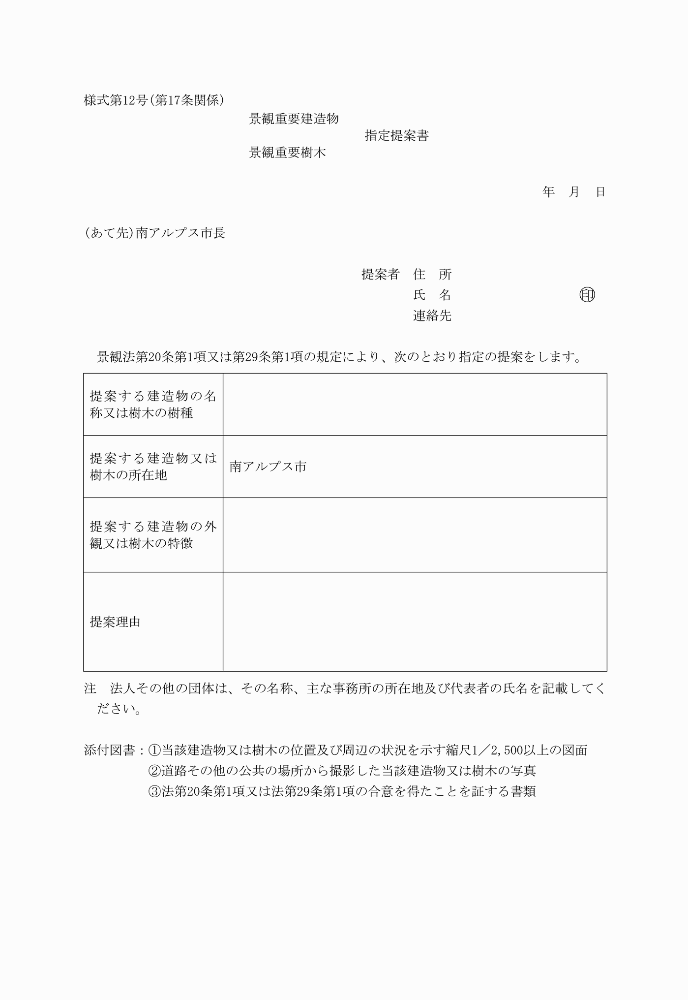 様式第12号(第17条関係)
景観重要建造物
指定提案書
景観重要樹木
年　月　日
(あて先)南アルプス市長
提案者　住　所
氏　名　㊞
連絡先
景観法第20条第1項又は第29条第1項の規定により、次のとおり指定の提案をします。
提案する建造物の名
称又は樹木の樹種
提案する建造物又は
樹木の所在地
南アルプス市
提案する建造物の外
観又は樹木の特徴
提案理由
注　法人その他の団体は、その名称、主な事務所の所在地及び代表者の氏名を記載してく
ださい。
添付図書：①当該建造物又は樹木の位置及び周辺の状況を示す縮尺1／2,500以上の図面
②道路その他の公共の場所から撮影した当該建造物又は樹木の写真
③法第20条第1項又は法第29条第1項の合意を得たことを証する書類